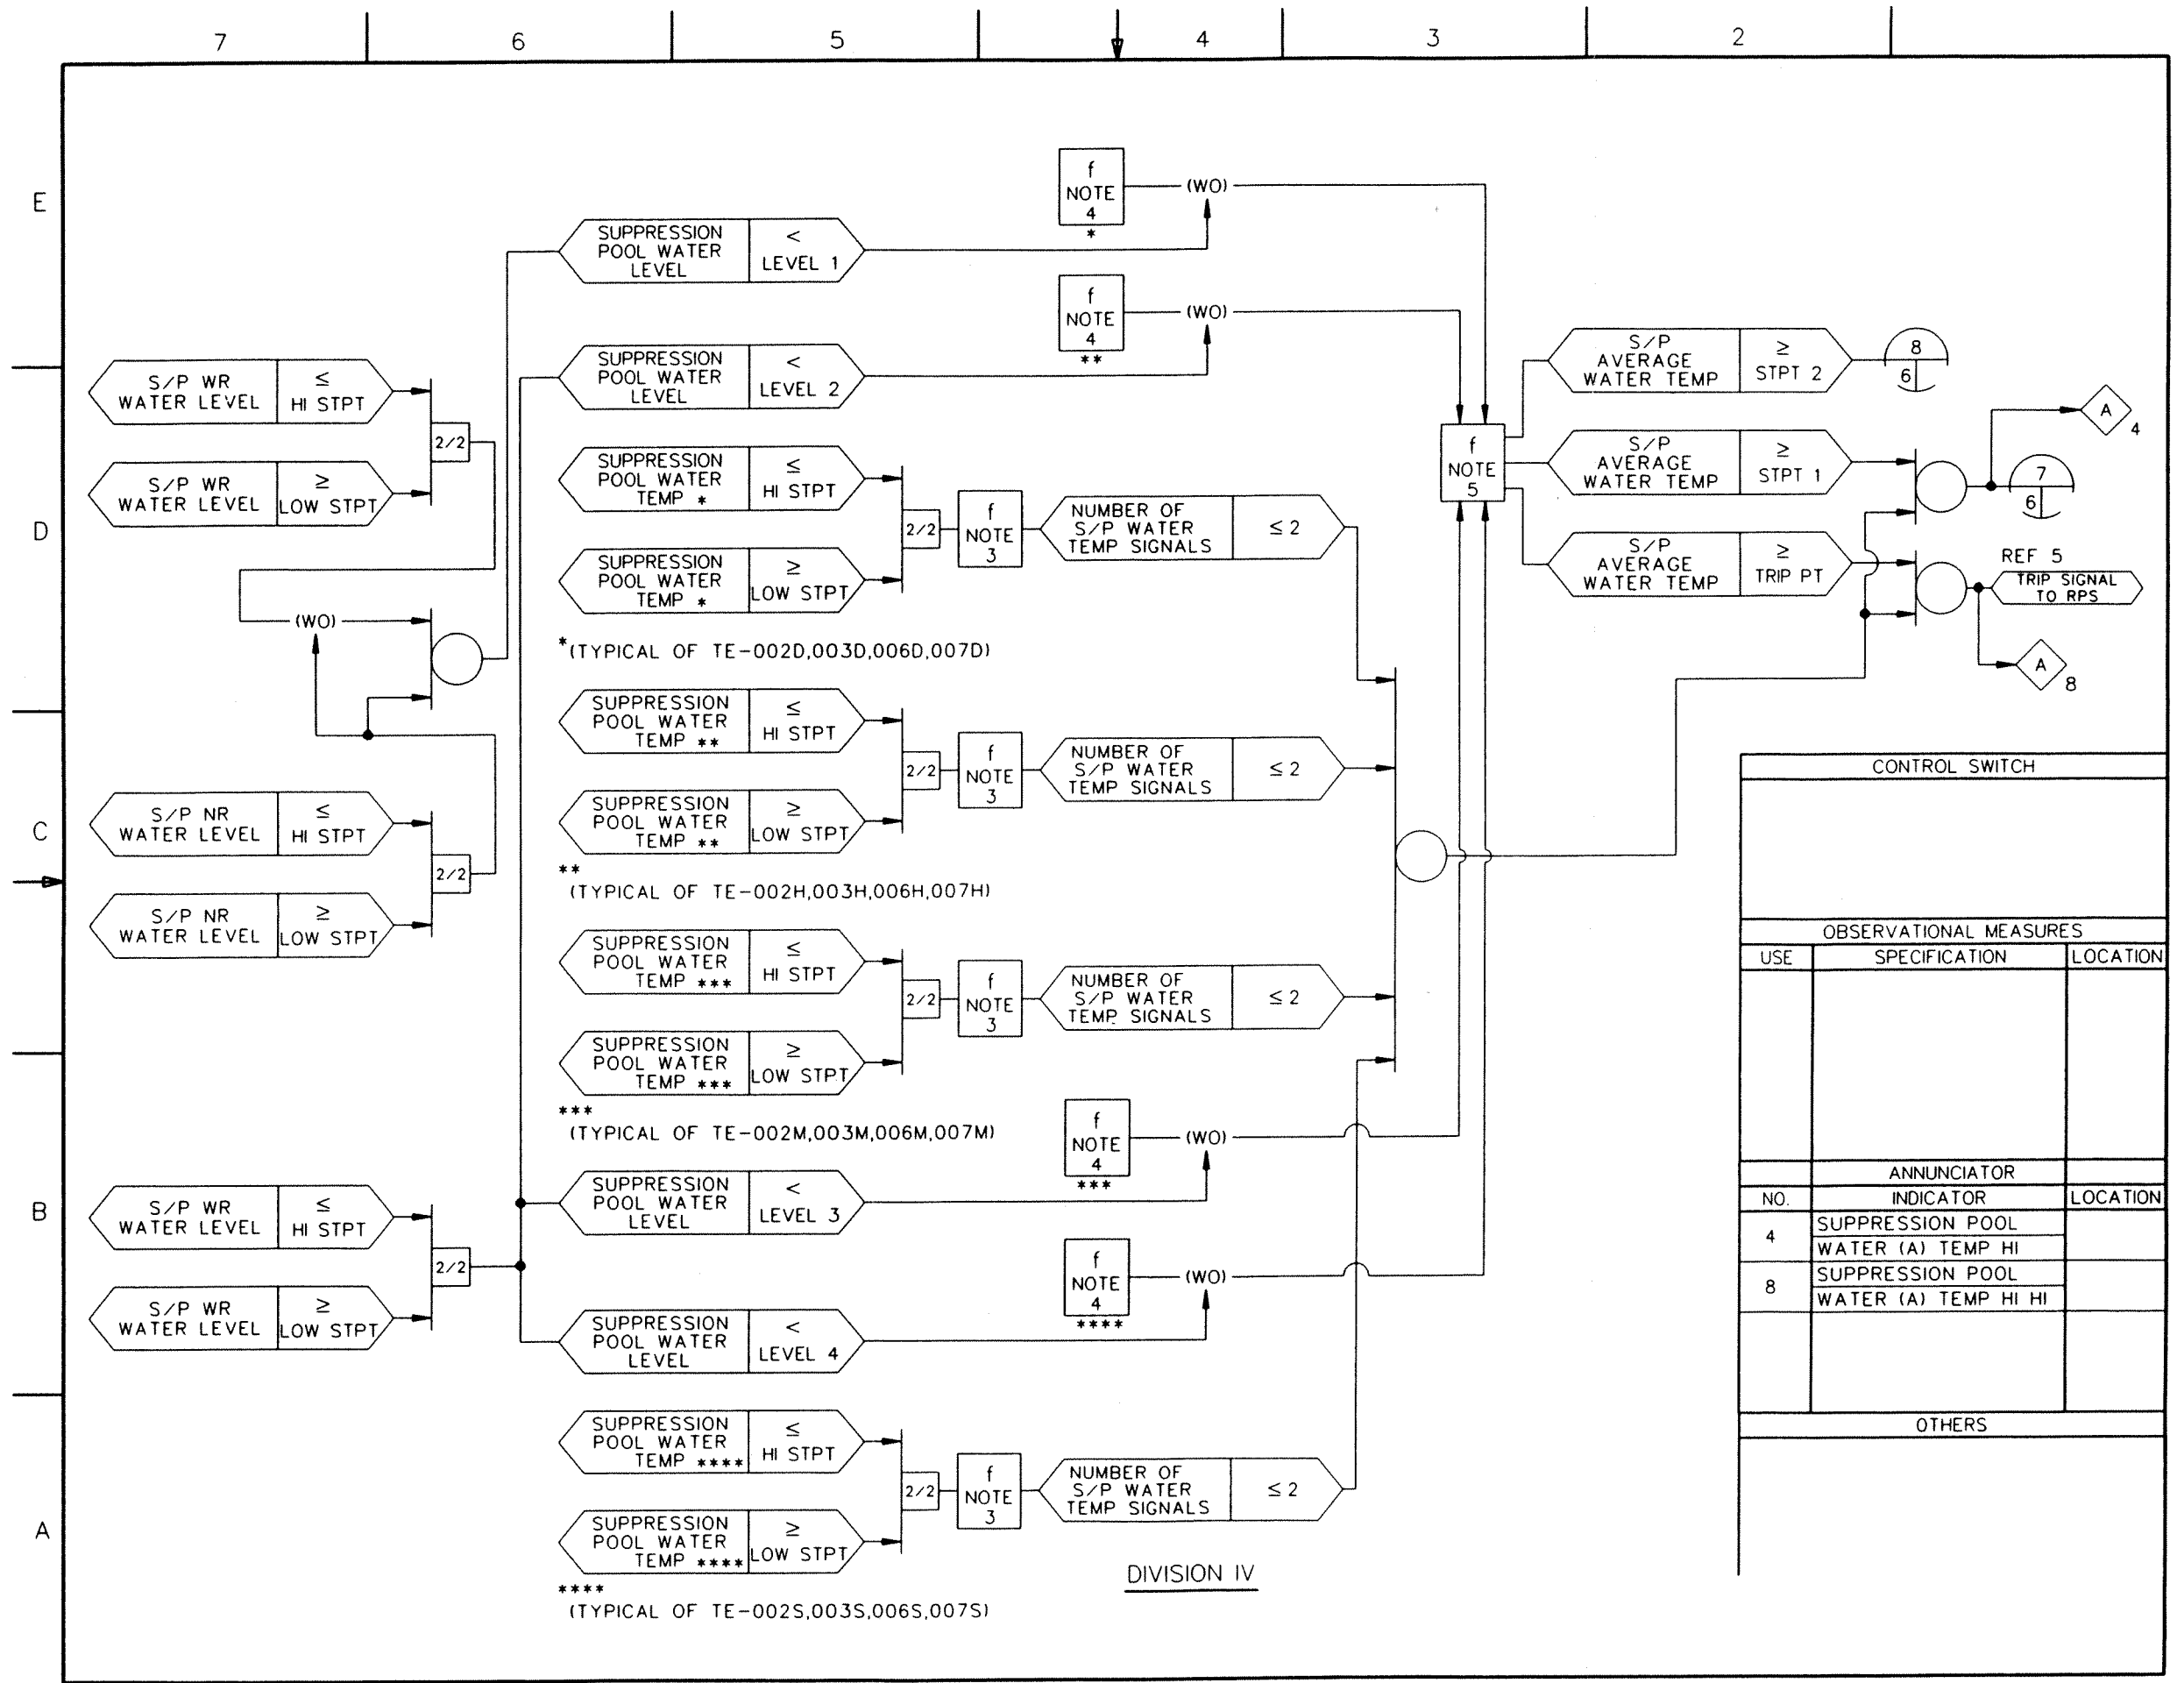 7 6 5 4 3 2
E
D
C
B
A
S/P WR
WATER LEVEL
≤
HI STPT
S/P WR
WATER LEVEL
≥
LOW STPT
2/2
(WO)
S/P NR
WATER LEVEL
≤
HI STPT
S/P NR
WATER LEVEL
≥
LOW STPT
2/2
S/P WR
WATER LEVEL
≤
HI STPT
S/P WR
WATER LEVEL
≥
LOW STPT
2/2
SUPPRESSION
POOL WATER
LEVEL
<
LEVEL 1
f
NOTE
4
*
(WO)
SUPPRESSION
POOL WATER
LEVEL
<
LEVEL 2
f
NOTE
4
**
(WO)
SUPPRESSION
POOL WATER
TEMP *
≤
HI STPT
SUPPRESSION
POOL WATER
TEMP *
≥
LOW STPT
2/2
f
NOTE
3
NUMBER OF
S/P WATER
TEMP SIGNALS
≤ 2
*(TYPICAL OF TE-002D,003D,006D,007D)
SUPPRESSION
POOL WATER
TEMP **
≤
HI STPT
SUPPRESSION
POOL WATER
TEMP **
≥
LOW STPT
2/2
f
NOTE
3
NUMBER OF
S/P WATER
TEMP SIGNALS
≤ 2
**
(TYPICAL OF TE-002H,003H,006H,007H)
SUPPRESSION
POOL WATER
TEMP ***
≤
HI STPT
SUPPRESSION
POOL WATER
TEMP ***
≥
LOW STPT
2/2
f
NOTE
3
NUMBER OF
S/P WATER
TEMP SIGNALS
≤ 2
***
(TYPICAL OF TE-002M,003M,006M,007M)
f
NOTE
4
***
(WO)
SUPPRESSION
POOL WATER
LEVEL
<
LEVEL 3
f
NOTE
4
****
(WO)
SUPPRESSION
POOL WATER
LEVEL
<
LEVEL 4
SUPPRESSION
POOL WATER
TEMP ****
≤
HI STPT
SUPPRESSION
POOL WATER
TEMP ****
≥
LOW STPT
2/2
f
NOTE
3
NUMBER OF
S/P WATER
TEMP SIGNALS
≤ 2
****
(TYPICAL OF TE-002S,003S,006S,007S)
DIVISION IV
f
NOTE
5
S/P
AVERAGE
WATER TEMP
≥
STPT 2
8
6
S/P
AVERAGE
WATER TEMP
≥
STPT 1
A
4
7
6
S/P
AVERAGE
WATER TEMP
≥
TRIP PT
REF 5
TRIP SIGNAL
TO RPS
A
8
CONTROL SWITCH
OBSERVATIONAL MEASURES
USE SPECIFICATION LOCATION
ANNUNCIATOR
NO. INDICATOR LOCATION
4
SUPPRESSION POOL
WATER (A) TEMP HI
8
SUPPRESSION POOL
WATER (A) TEMP HI HI
OTHERS